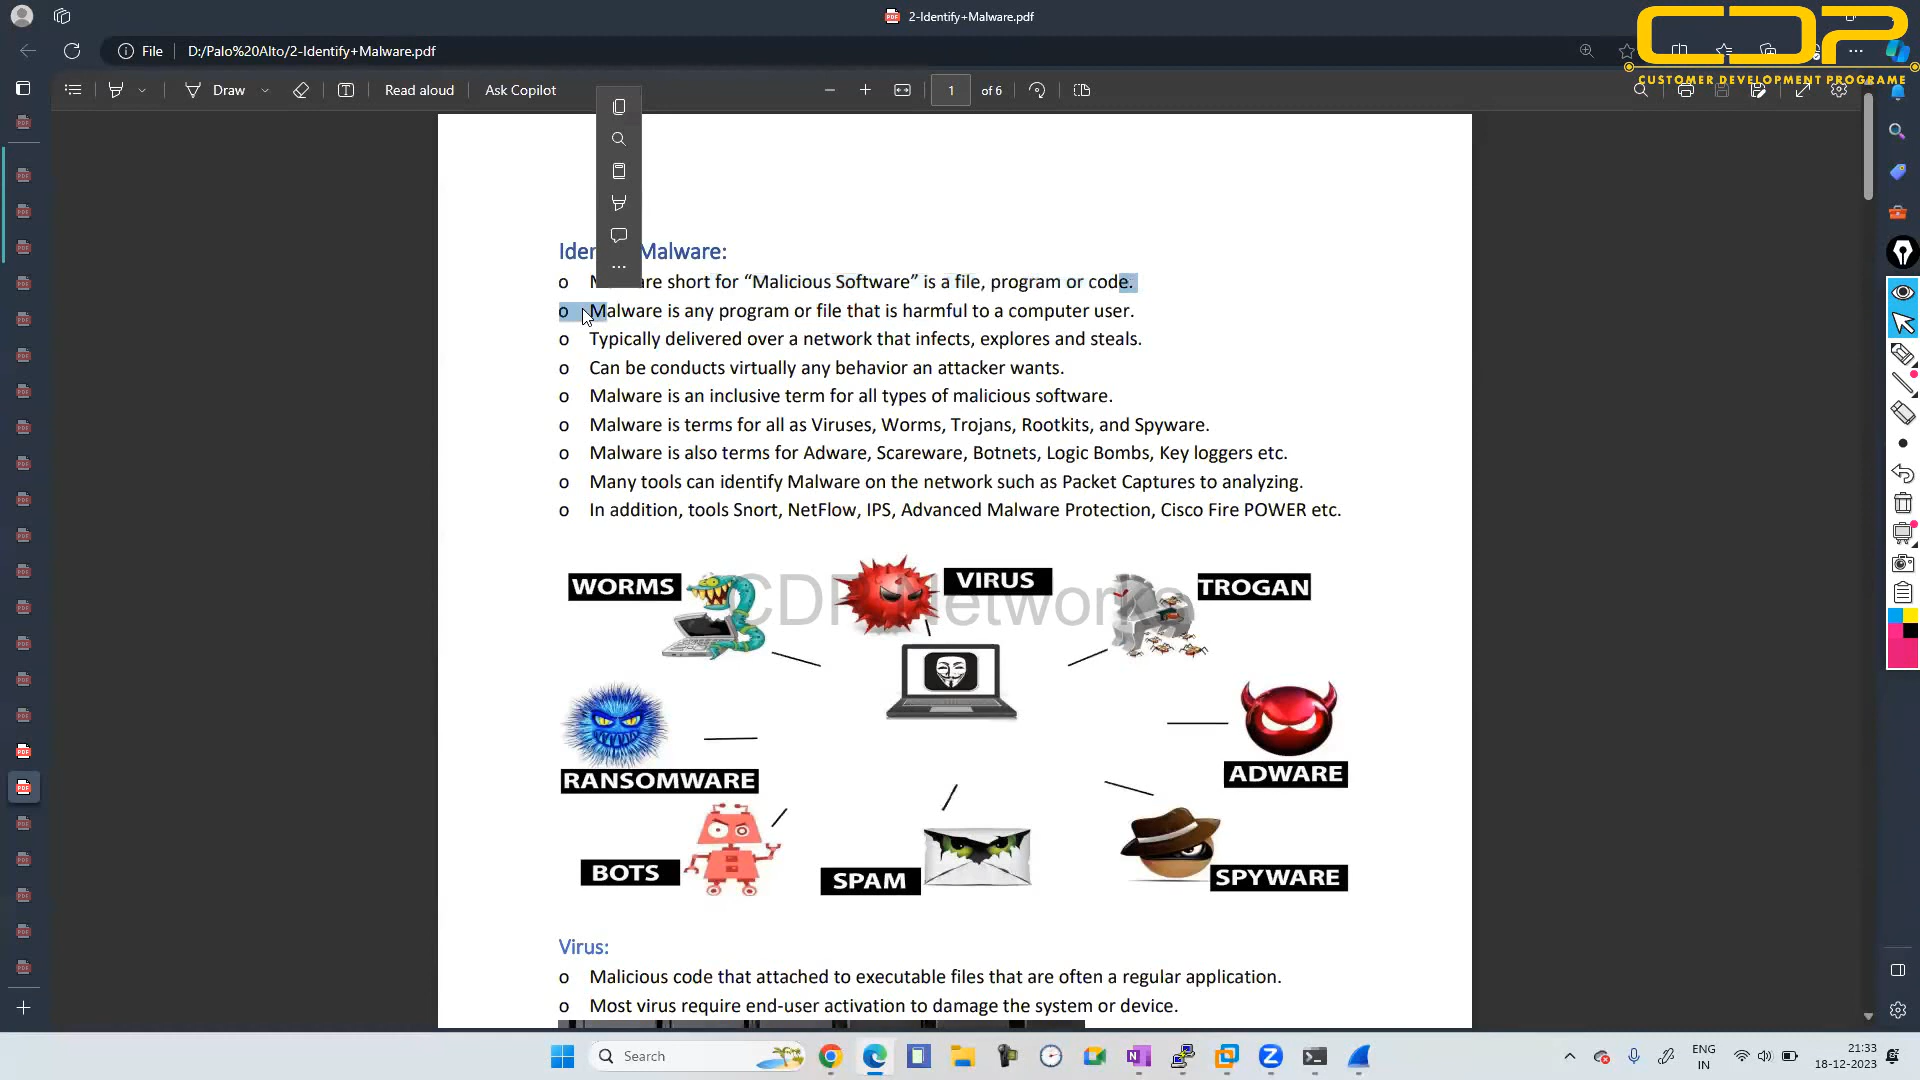 2-Identify+Malware.pdf
File
D:/Palo%20Alto/2-Identify+Malware.pdf
CDP
CUSTOMER DEVELOPMENT PROGRAME
Draw
Read aloud
Ask Copilot
1
of 6
Malware:
o short for “Malicious Software” is a file, program or code.
o Malware is any program or file that is harmful to a computer user.
o Typically delivered over a network that infects, explores and steals.
o Can be conducts virtually any behavior an attacker wants.
o Malware is an inclusive term for all types of malicious software.
o Malware is terms for all as Viruses, Worms, Trojans, Rootkits, and Spyware.
o Malware is also terms for Adware, Scareware, Botnets, Logic Bombs, Key loggers etc.
o Many tools can identify Malware on the network such as Packet Captures to analyzing.
o In addition, tools Snort, NetFlow, IPS, Advanced Malware Protection, Cisco Fire POWER etc.
WORMS
VIRUS
TROGAN
CDP Networks
RANSOMWARE
ADWARE
BOTS
SPAM
SPYWARE
Virus:
o Malicious code that attached to executable files that are often a regular application.
o Most virus require end-user activation to damage the system or device.
Search
ENG
IN
21:33
18-12-2023